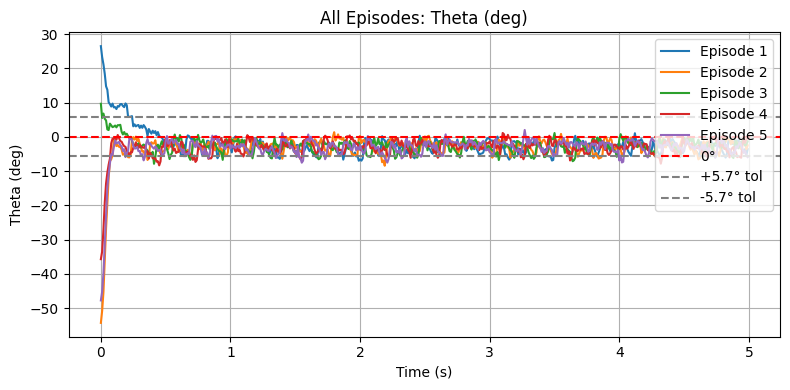 All Episodes: Theta (deg)
Theta (deg)
30
20
10
0
−10
−20
−30
−40
−50
Episode 1
Episode 2
Episode 3
Episode 4
Episode 5
0°
+5.7° tol
-5.7° tol
0
1
2
3
4
5
Time (s)